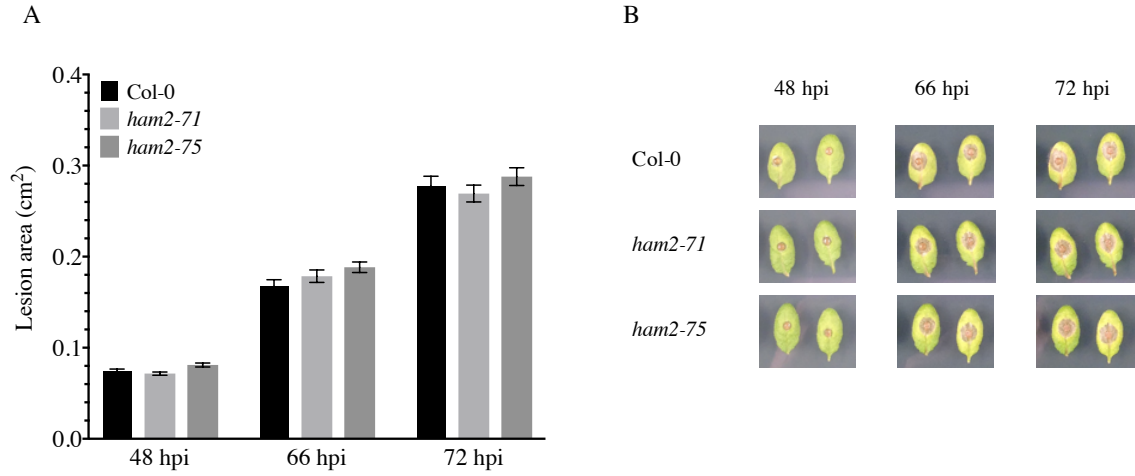 A
Lesion area (cm²)
0.4
0.3
0.2
0.1
0.0
Col-0
ham2-71
ham2-75
48 hpi
66 hpi
72 hpi
B
48 hpi
66 hpi
72 hpi
Col-0
ham2-71
ham2-75